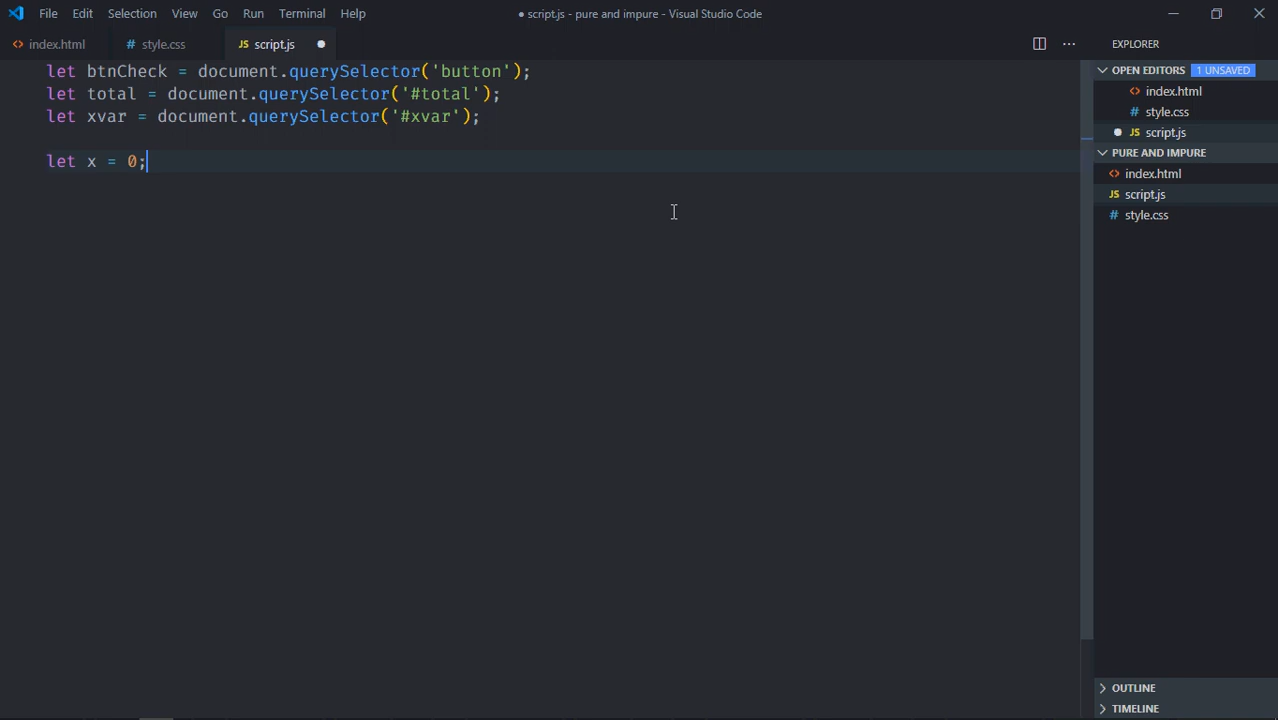 File Edit Selection View Go Run Terminal Help
● script.js - pure and impure - Visual Studio Code
<> index.html
# style.css
JS script.js ●
EXPLORER
let btnCheck = document.querySelector('button');
let total = document.querySelector('#total');
let xvar = document.querySelector('#xvar');
let x = 0;
OPEN EDITORS 1 UNSAVED
<> index.html
# style.css
● JS script.js
PURE AND IMPURE
<> index.html
JS script.js
# style.css
OUTLINE
TIMELINE